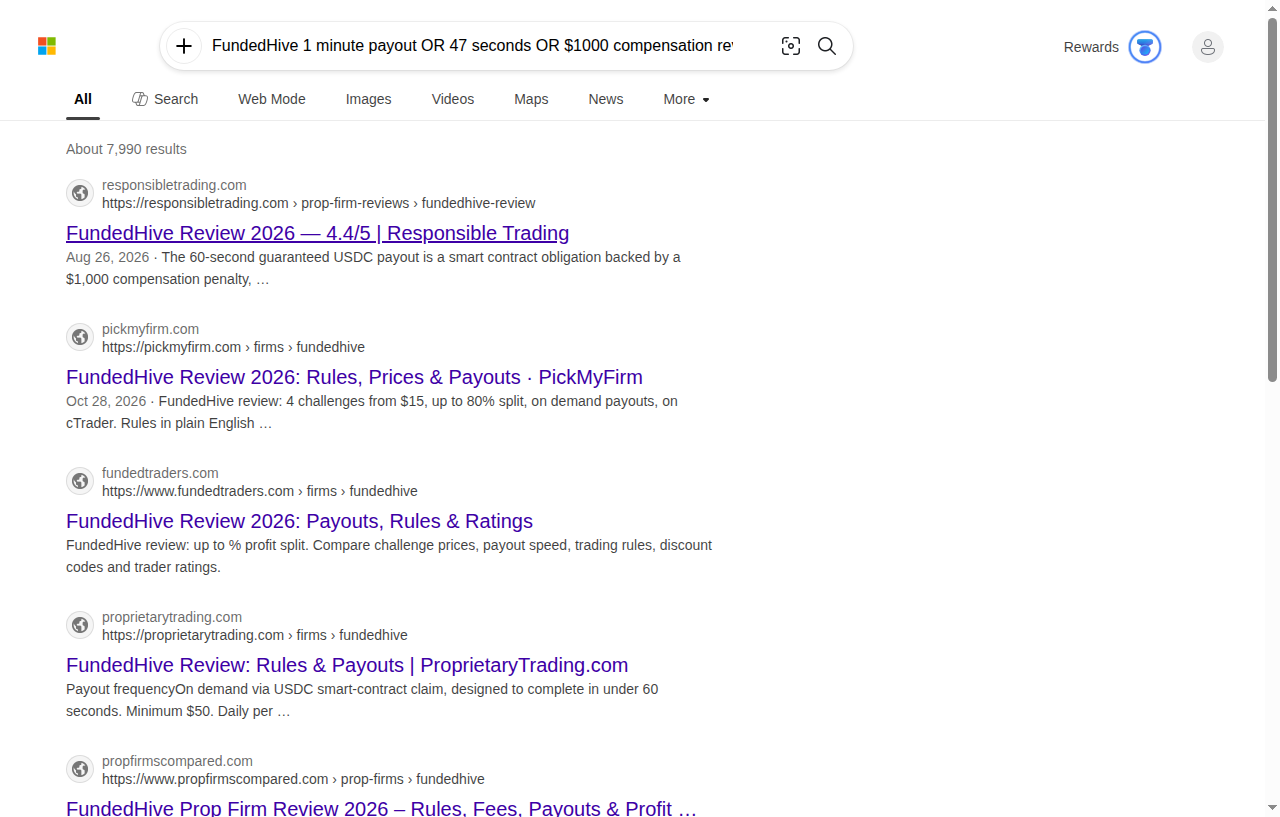 FundedHive 1 minute payout OR 47 seconds OR $1000 compensation
Rewards
All
Search
Web Mode
Images
Videos
Maps
News
More
About 7,990 results
responsibletrading.com
https://responsibletrading.com › prop-firm-reviews › fundedhive-review
FundedHive Review 2026 — 4.4/5 | Responsible Trading
Aug 26, 2026 · The 60-second guaranteed USDC payout is a smart contract obligation backed by a
$1,000 compensation penalty, …
pickmyfirm.com
https://pickmyfirm.com › firms › fundedhive
FundedHive Review 2026: Rules, Prices & Payouts · PickMyFirm
Oct 28, 2026 · FundedHive review: 4 challenges from $15, up to 80% split, on demand payouts, on
cTrader. Rules in plain English …
fundedtraders.com
https://www.fundedtraders.com › firms › fundedhive
FundedHive Review 2026: Payouts, Rules & Ratings
FundedHive review: up to % profit split. Compare challenge prices, payout speed, trading rules, discount
codes and trader ratings.
proprietarytrading.com
https://proprietarytrading.com › firms › fundedhive
FundedHive Review: Rules & Payouts | ProprietaryTrading.com
Payout frequencyOn demand via USDC smart-contract claim, designed to complete in under 60
seconds. Minimum $50. Daily per …
propfirmscompared.com
https://www.propfirmscompared.com › prop-firms › fundedhive
FundedHive Prop Firm Review 2026 – Rules, Fees, Payouts & Profit …